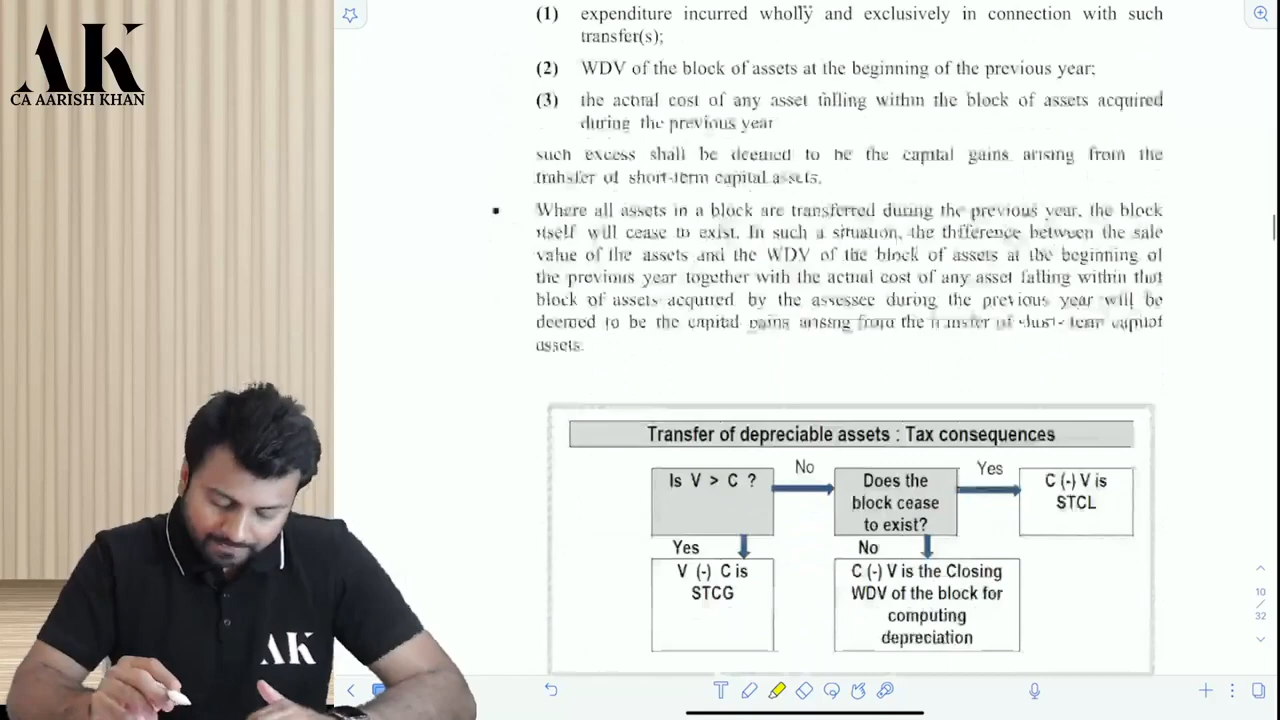 AK
CA AARISH KHAN
(1) expenditure incurred wholly and exclusively in connection with such
transfer(s);
(2) WDV of the block of assets at the beginning of the previous year;
(3) the actual cost of any asset falling within the block of assets acquired
during the previous year
such excess shall be deemed to be the capital gains arising from the
transfer of short-term capital assets.
Where all assets in a block are transferred during the previous year, the block
itself will cease to exist. In such a situation, the difference between the sale
value of the assets and the WDV of the block of assets at the beginning of
the previous year together with the actual cost of any asset falling within that
block of assets acquired by the assessee during the previous year will be
deemed to be the capital gains arising from the transfer of short-term capital
assets.
Transfer of depreciable assets : Tax consequences
Is V > C ?
No
Does the
block cease
to exist?
Yes
C (-) V is
STCL
Yes
V (-) C is
STCG
No
C (-) V is the Closing
WDV of the block for
computing
depreciation
AK
10
/
32
T